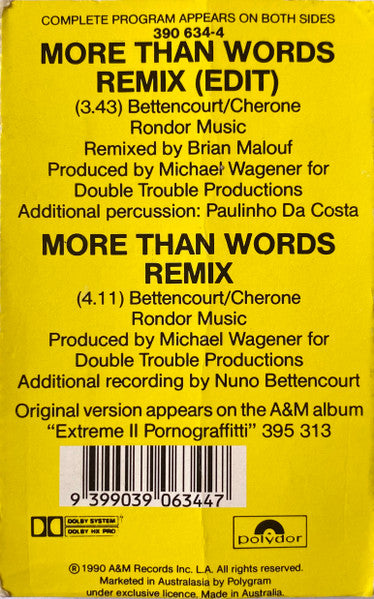 COMPLETE PROGRAM APPEARS ON BOTH SIDES
390 634-4
MORE THAN WORDS
REMIX (EDIT)
(3.43) Bettencourt/Cherone
Rondor Music
Remixed by Brian Malouf
Produced by Michael Wagener for
Double Trouble Productions
Additional percussion: Paulinho Da Costa
MORE THAN WORDS
REMIX
(4.11) Bettencourt/Cherone
Rondor Music
Produced by Michael Wagener for
Double Trouble Productions
Additional recording by Nuno Bettencourt
Original version appears on the A&M album
"Extreme II Pornograffitti" 395 313
9 399039 063447
DOLBY SYSTEM
DOLBY HX PRO
polydor
℗ 1990 A&M Records Inc. L.A. All rights reserved.
Marketed in Australasia by Polygram
under exclusive licence. Made in Australia.